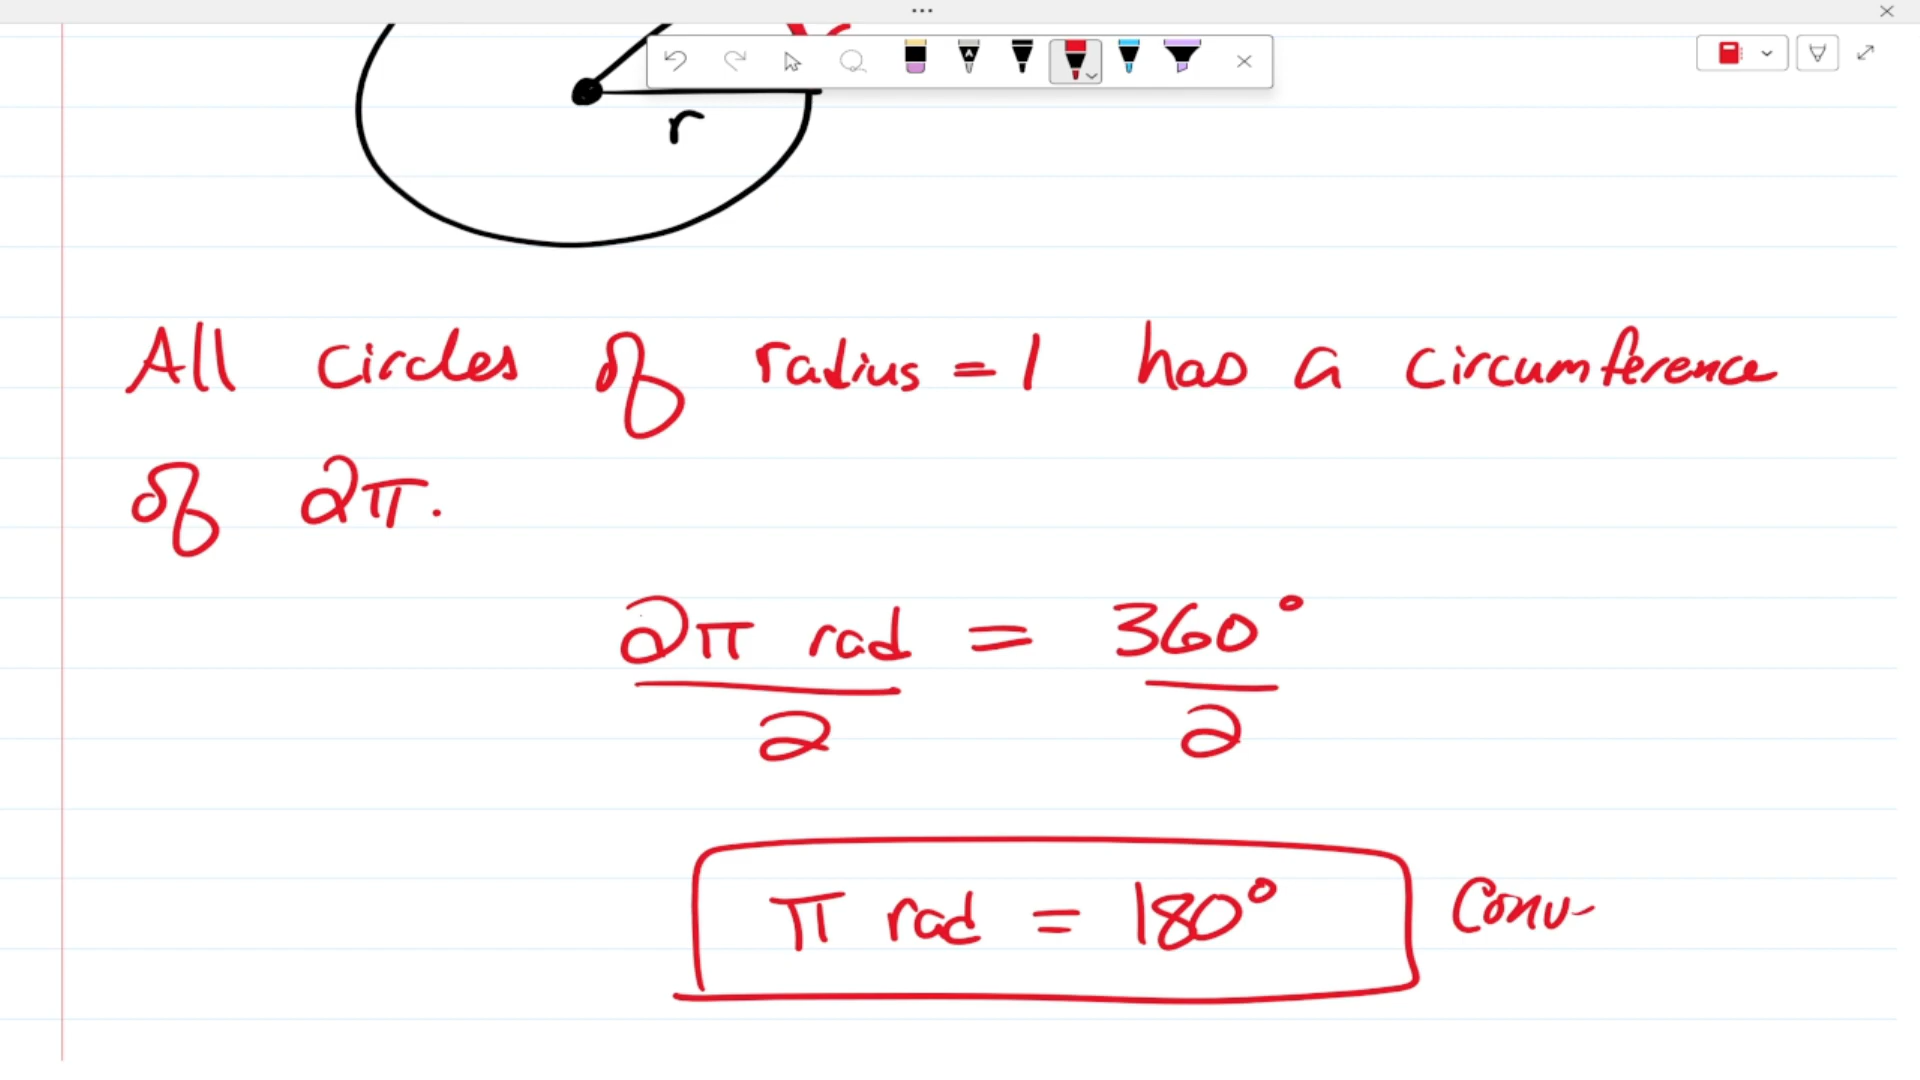 r
All circles of radius = 1 has a circumference
of 2π.
2π rad = 360°
2 2
π rad = 180° Conv